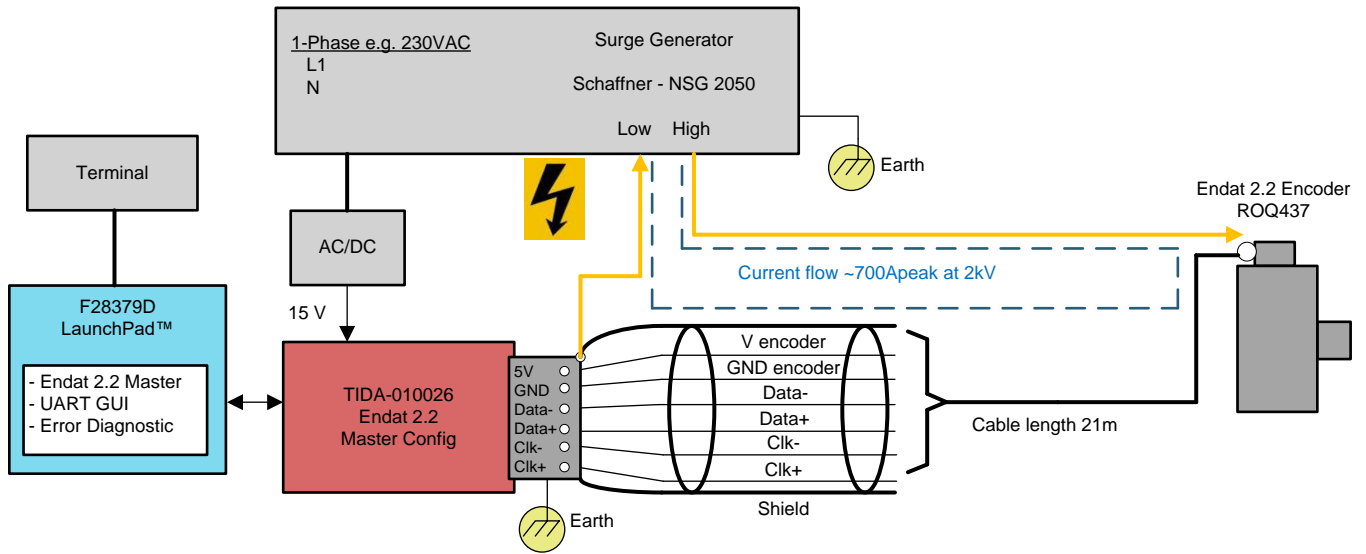 1-Phase e.g. 230VAC
L1
N
Surge Generator
Schaffner - NSG 2050
Low High
Earth
Terminal
AC/DC
15 V
Endat 2.2 Encoder
ROQ437
Current flow ~700Apeak at 2kV
F28379D
LaunchPad™
- Endat 2.2 Master
- UART GUI
- Error Diagnostic
TIDA-010026
Endat 2.2
Master Config
5V
GND
Data-
Data+
Clk-
Clk+
V encoder
GND encoder
Data-
Data+
Clk-
Clk+
Shield
Cable length 21m
Earth